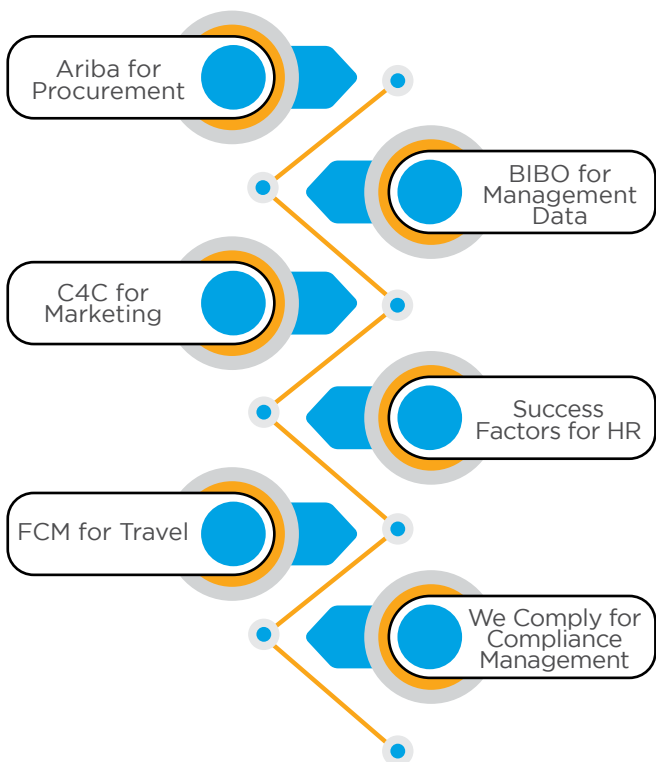 Ariba for
Procurement
BIBO for
Management
Data
C4C for
Marketing
Success
Factors for HR
FCM for Travel
We Comply for
Compliance
Management